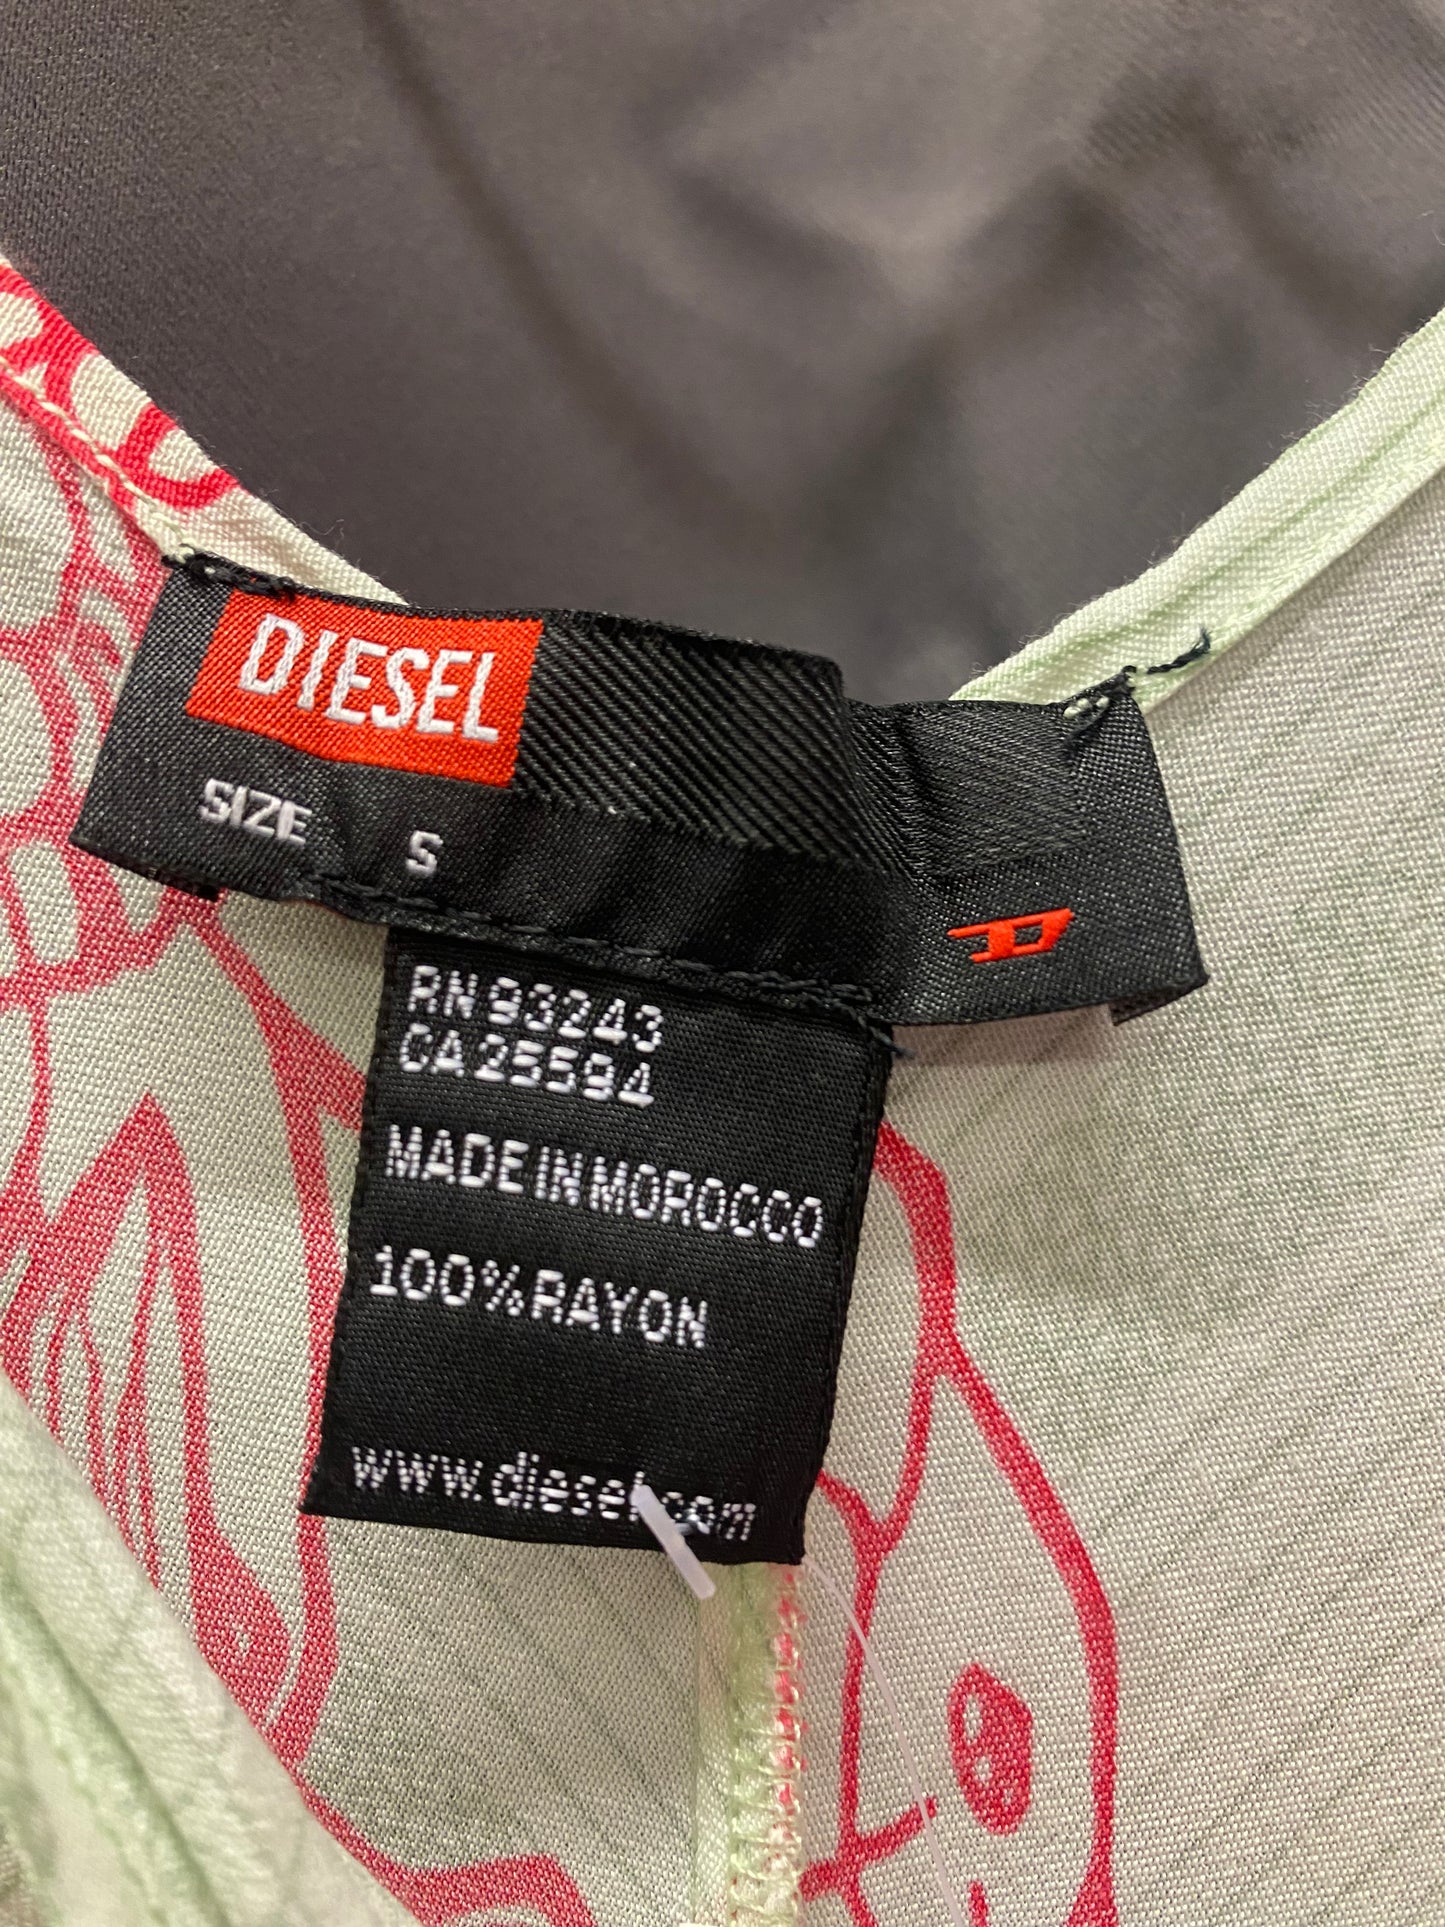 DIESEL
SIZE S
D
RN 93243
CA 25594
MADE IN MOROCCO
100% RAYON
www.diesel.com